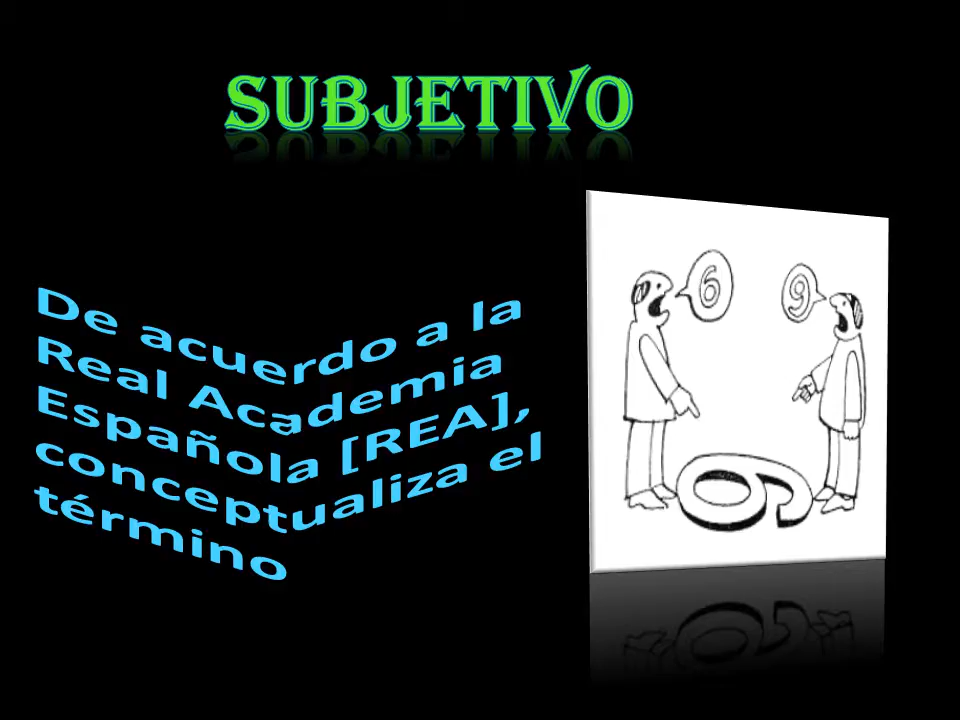 SUBJETIVO
De acuerdo a la
Real Academia
Española [REA],
conceptualiza el
término
6
9